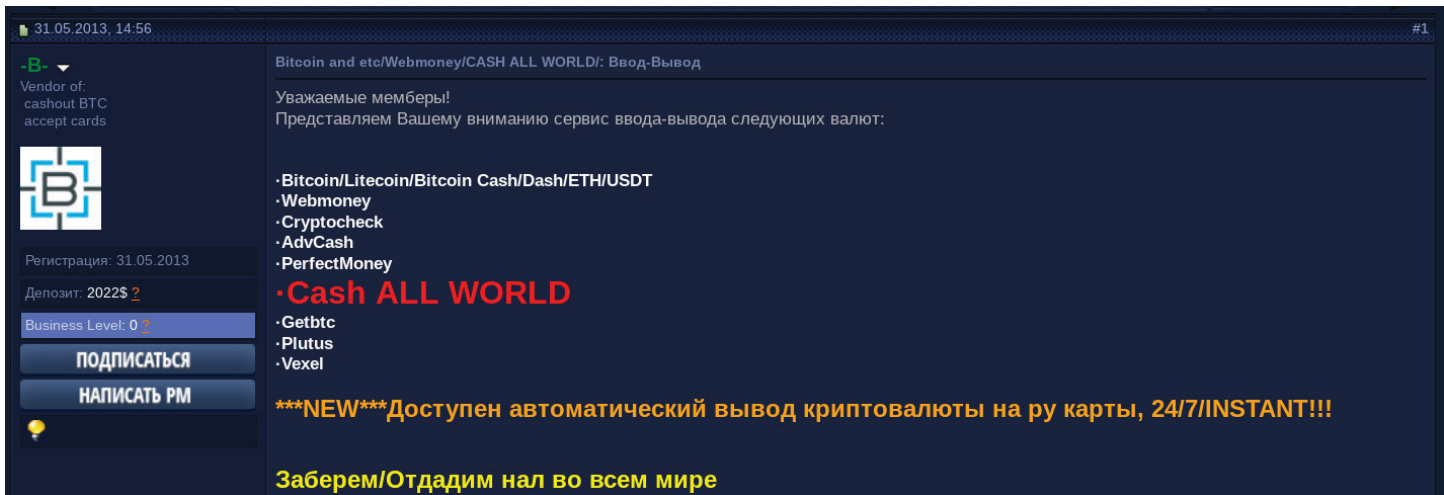 31.05.2013, 14:56
#1
-B-
Vendor of:
cashout BTC
accept cards
B
Регистрация: 31.05.2013
Депозит: 2022$ ?
Business Level: 0 ?
ПОДПИСАТЬСЯ
НАПИСАТЬ РМ
Bitcoin and etc/Webmoney/CASH ALL WORLD/: Ввод-Вывод
Уважаемые мемберы!
Представляем Вашему вниманию сервис ввода-вывода следующих валют:
·Bitcoin/Litecoin/Bitcoin Cash/Dash/ETH/USDT
·Webmoney
·Cryptocheck
·AdvCash
·PerfectMoney
·Cash ALL WORLD
·Getbtc
·Plutus
·Vexel
***NEW***Доступен автоматический вывод криптовалюты на ру карты, 24/7/INSTANT!!!
Заберем/Отдадим нал во всем мире